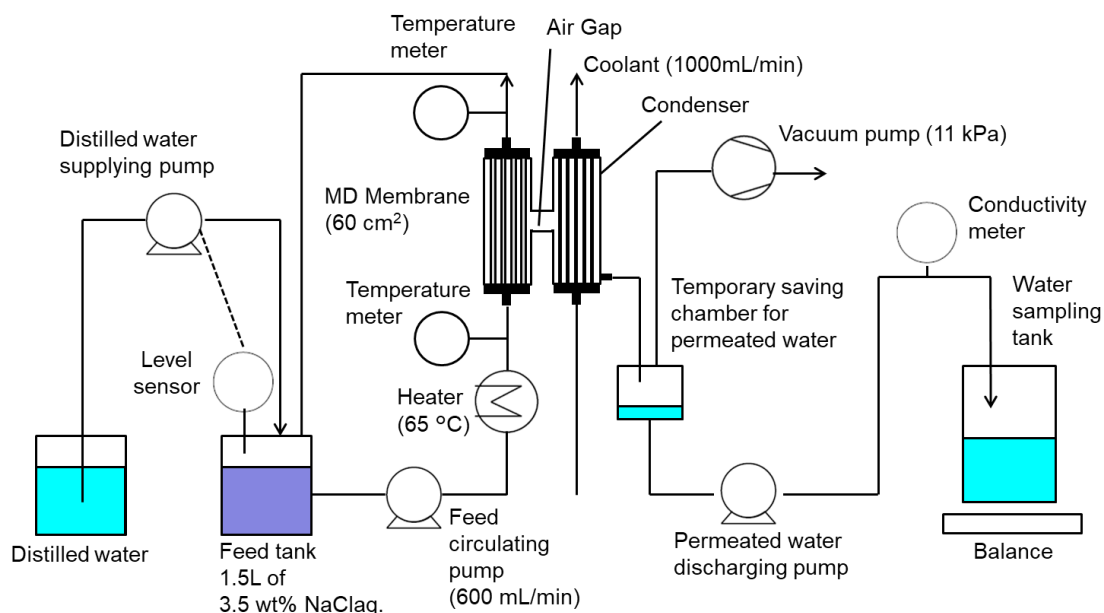 Temperature
meter
Air Gap
Coolant (1000mL/min)
Condenser
Vacuum pump (11 kPa)
Distilled water
supplying pump
MD Membrane
(60 cm²)
Conductivity
meter
Temperature
meter
Temporary saving
chamber for
permeated water
Water
sampling
tank
Level
sensor
Heater
(65 °C)
Distilled water
Feed tank
1.5L of
3.5 wt% NaClaq.
Feed
circulating
pump
(600 mL/min)
Permeated water
discharging pump
Balance